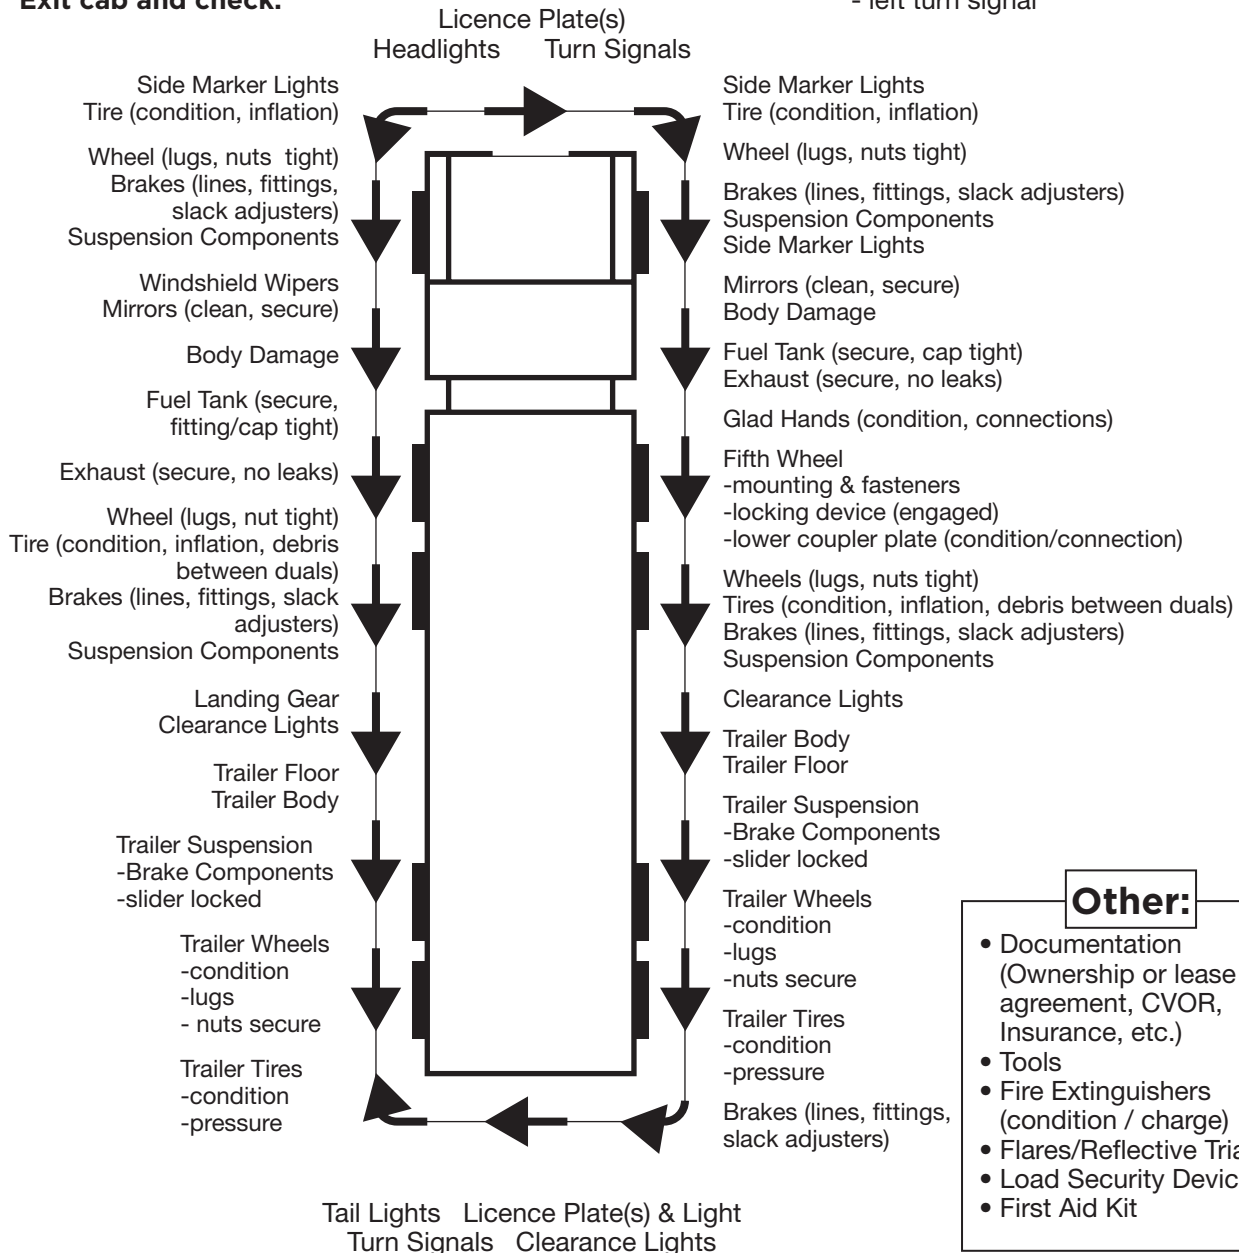 Exit cab and check:
- left turn signal
Licence Plate(s)
Headlights Turn Signals
Side Marker Lights
Tire (condition, inflation)
Wheel (lugs, nuts tight)
Brakes (lines, fittings,
slack adjusters)
Suspension Components
Windshield Wipers
Mirrors (clean, secure)
Body Damage
Fuel Tank (secure,
fitting/cap tight)
Exhaust (secure, no leaks)
Wheel (lugs, nut tight)
Tire (condition, inflation, debris
between duals)
Brakes (lines, fittings, slack
adjusters)
Suspension Components
Landing Gear
Clearance Lights
Trailer Floor
Trailer Body
Trailer Suspension
-Brake Components
-slider locked
Trailer Wheels
-condition
-lugs
- nuts secure
Trailer Tires
-condition
-pressure
Side Marker Lights
Tire (condition, inflation)
Wheel (lugs, nuts tight)
Brakes (lines, fittings, slack adjusters)
Suspension Components
Side Marker Lights
Mirrors (clean, secure)
Body Damage
Fuel Tank (secure, cap tight)
Exhaust (secure, no leaks)
Glad Hands (condition, connections)
Fifth Wheel
-mounting & fasteners
-locking device (engaged)
-lower coupler plate (condition/connection)
Wheels (lugs, nuts tight)
Tires (condition, inflation, debris between duals)
Brakes (lines, fittings, slack adjusters)
Suspension Components
Clearance Lights
Trailer Body
Trailer Floor
Trailer Suspension
-Brake Components
-slider locked
Trailer Wheels
-condition
-lugs
-nuts secure
Trailer Tires
-condition
-pressure
Brakes (lines, fittings,
slack adjusters)
Tail Lights Licence Plate(s) & Light
Turn Signals Clearance Lights
Other:
• Documentation
(Ownership or lease
agreement, CVOR,
Insurance, etc.)
• Tools
• Fire Extinguishers
(condition / charge)
• Flares/Reflective
• Load Security
• First Aid Kit